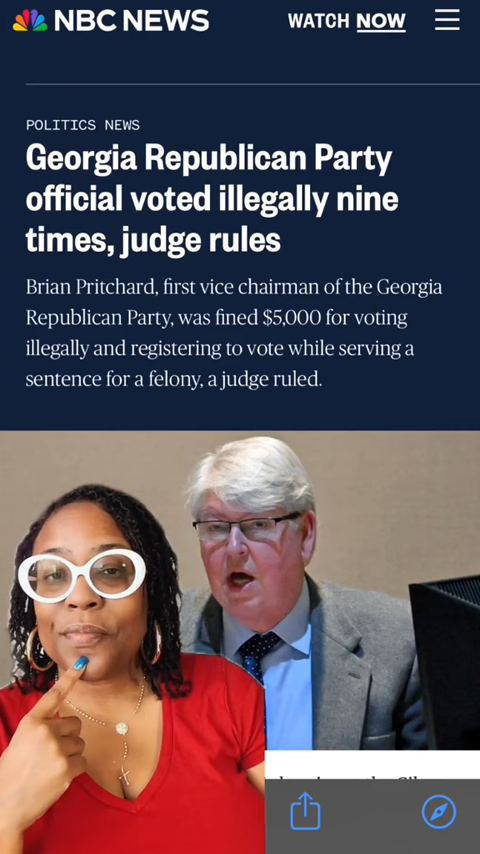 NBC NEWS WATCH NOW
POLITICS NEWS
Georgia Republican Party
official voted illegally nine
times, judge rules
Brian Pritchard, first vice chairman of the Georgia
Republican Party, was fined $5,000 for voting
illegally and registering to vote while serving a
sentence for a felony, a judge ruled.